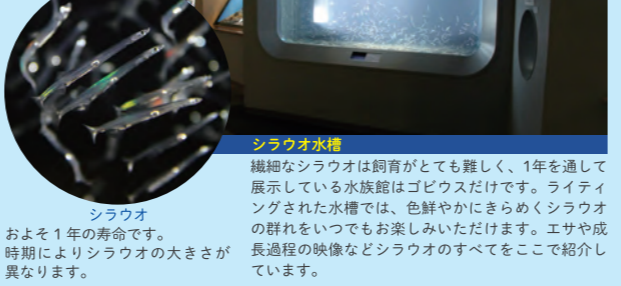 シラウオ水槽
繊細なシラウオは飼育がとても難しく、1年を通して
展示している水族館はゴビウスだけです。ライティ
ングされた水槽では、色鮮やかにきらめくシラウオ
の群れをいつでもお楽しみいただけます。エサや成
長過程の映像などシラウオのすべてをここで紹介し
ています。
シラウオ
およそ1年の寿命です。
時期によりシラウオの大きさが
異なります。